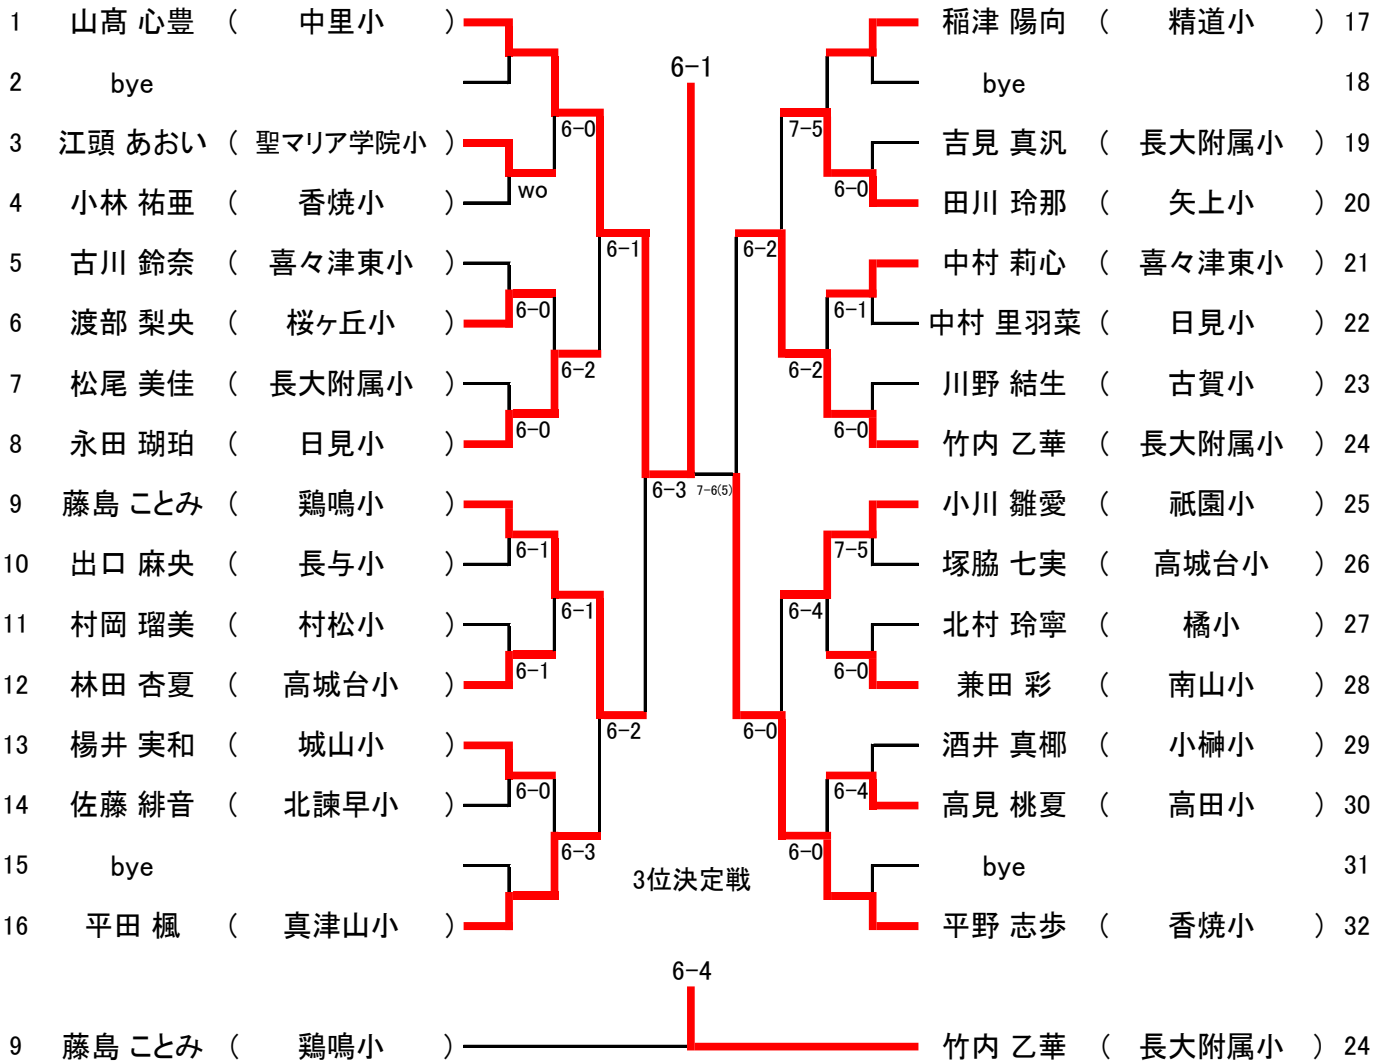 1 山髙 心豊 ( 中里小 )
2 bye
3 江頭 あおい ( 聖マリア学院小 )
4 小林 祐亜 ( 香焼小 )
5 古川 鈴奈 ( 喜々津東小 )
6 渡部 梨央 ( 桜ヶ丘小 )
7 松尾 美佳 ( 長大附属小 )
8 永田 瑚珀 ( 日見小 )
9 藤島 ことみ ( 鶏鳴小 )
10 出口 麻央 ( 長与小 )
11 村岡 瑠美 ( 村松小 )
12 林田 杏夏 ( 高城台小 )
13 楊井 実和 ( 城山小 )
14 佐藤 緋音 ( 北諫早小 )
15 bye
16 平田 楓 ( 真津山小 )
6-0
wo
6-1
6-0
6-2
6-0
6-3
6-1
6-1
6-1
6-2
6-0
6-3
6-1
7-6(5)
3位決定戦
稲津 陽向 ( 精道小 ) 17
bye 18
吉見 真汎 ( 長大附属小 ) 19
田川 玲那 ( 矢上小 ) 20
中村 莉心 ( 喜々津東小 ) 21
中村 里羽菜 ( 日見小 ) 22
川野 結生 ( 古賀小 ) 23
竹内 乙華 ( 長大附属小 ) 24
小川 雛愛 ( 祇園小 ) 25
塚脇 七実 ( 高城台小 ) 26
北村 玲寧 ( 橘小 ) 27
兼田 彩 ( 南山小 ) 28
酒井 真椰 ( 小榊小 ) 29
高見 桃夏 ( 高田小 ) 30
bye 31
平野 志歩 ( 香焼小 ) 32
7-5
6-0
6-2
6-1
6-2
6-0
7-5
6-4
6-0
6-0
6-4
6-0
6-4
9 藤島 ことみ ( 鶏鳴小 )
竹内 乙華 ( 長大附属小 ) 24